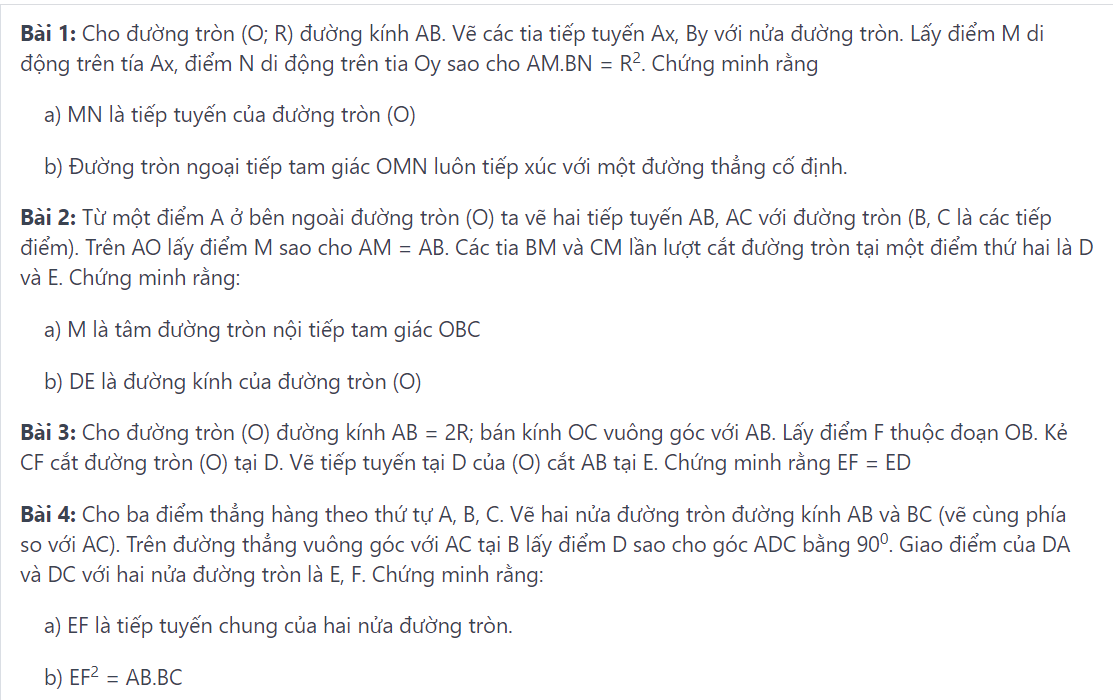 Bài 1: Cho đường tròn (O; R) đường kính AB. Vẽ các tia tiếp tuyến Ax, By với nửa đường tròn. Lấy điểm M di
động trên tía Ax, điểm N di động trên tia Oy sao cho AM.BN = R². Chứng minh rằng
a) MN là tiếp tuyến của đường tròn (O)
b) Đường tròn ngoại tiếp tam giác OMN luôn tiếp xúc với một đường thẳng cố định.
Bài 2: Từ một điểm A ở bên ngoài đường tròn (O) ta vẽ hai tiếp tuyến AB, AC với đường tròn (B, C là các tiếp
điểm). Trên AO lấy điểm M sao cho AM = AB. Các tia BM và CM lần lượt cắt đường tròn tại một điểm thứ hai là D
và E. Chứng minh rằng:
a) M là tâm đường tròn nội tiếp tam giác OBC
b) DE là đường kính của đường tròn (O)
Bài 3: Cho đường tròn (O) đường kính AB = 2R; bán kính OC vuông góc với AB. Lấy điểm F thuộc đoạn OB. Kẻ
CF cắt đường tròn (O) tại D. Vẽ tiếp tuyến tại D của (O) cắt AB tại E. Chứng minh rằng EF = ED
Bài 4: Cho ba điểm thẳng hàng theo thứ tự A, B, C. Vẽ hai nửa đường tròn đường kính AB và BC (vẽ cùng phía
so với AC). Trên đường thẳng vuông góc với AC tại B lấy điểm D sao cho góc ADC bằng 90⁰. Giao điểm của DA
và DC với hai nửa đường tròn là E, F. Chứng minh rằng:
a) EF là tiếp tuyến chung của hai nửa đường tròn.
b) EF² = AB.BC